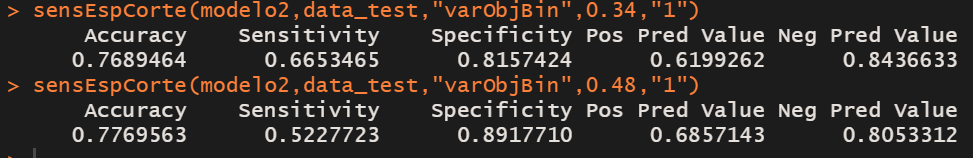 > sensEspCorte(modelo2,data_test,"varObjBin",0.34,"1")
Accuracy Sensitivity Specificity Pos Pred Value Neg Pred Value
0.7689464 0.6653465 0.8157424 0.6199262 0.8436633
> sensEspCorte(modelo2,data_test,"varObjBin",0.48,"1")
Accuracy Sensitivity Specificity Pos Pred Value Neg Pred Value
0.7769563 0.5227723 0.8917710 0.6857143 0.8053312